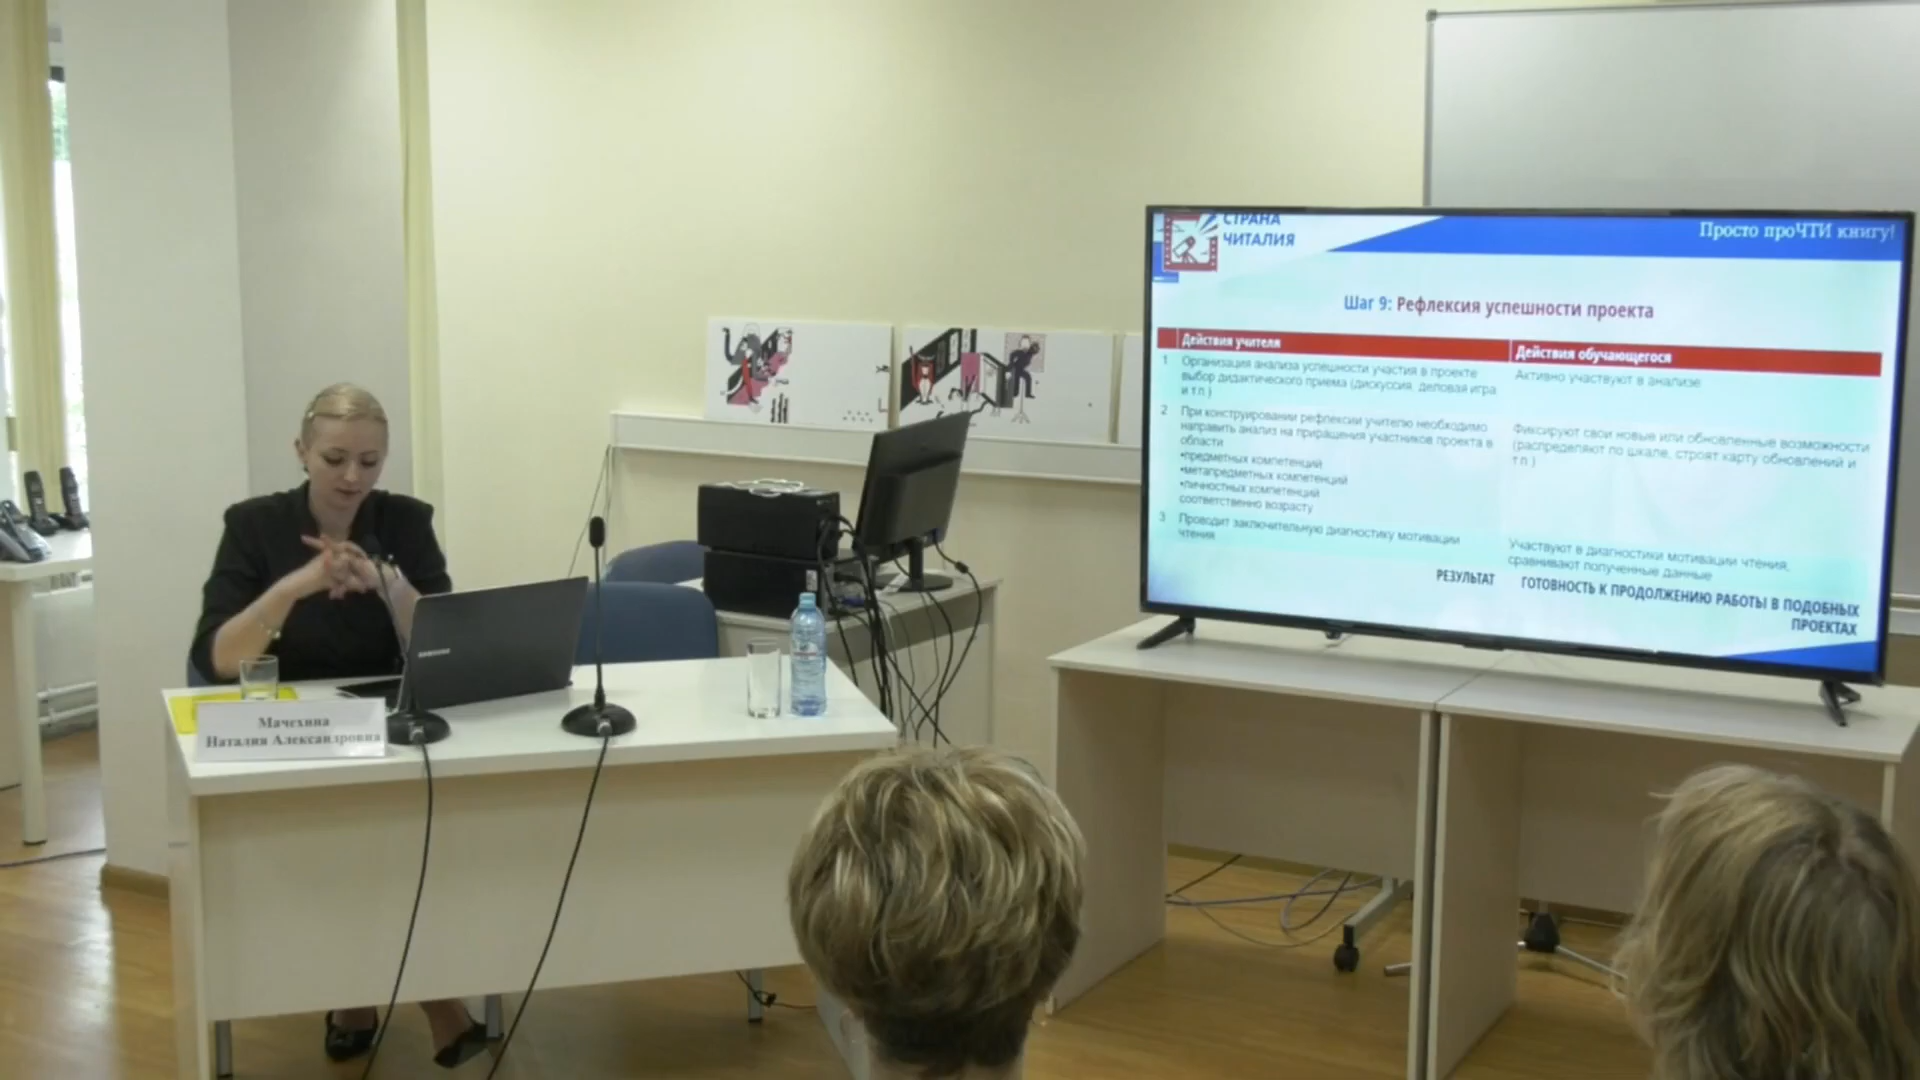 СТРАНА
ЧИТАЛИЯ
Просто проЧТИ книгу!
Шаг 9: Рефлексия успешности проекта
Действия учителя
Действия обучающегося
1 Организация анализа успешности участия в проекте
выбор дидактического приема (дискуссия, деловая игра
и т.п.)
Активно участвуют в анализе
2 При конструировании рефлексии учителю необходимо
направить анализ на приращения участников проекта в
области
•предметных компетенций
•метапредметных компетенций
•личностных компетенций
соответственно возрасту
Фиксируют свои новые или обновленные возможности
(распределяют по шкале, строят карту обновлений и
т.п.)
3 Проводит заключительную диагностику мотивации
чтения
Участвуют в диагностики мотивации чтения,
сравнивают полученные данные
РЕЗУЛЬТАТ
ГОТОВНОСТЬ К ПРОДОЛЖЕНИЮ РАБОТЫ В ПОДОБНЫХ
ПРОЕКТАХ
SAMSUNG
Мачехина
Наталия Александровна